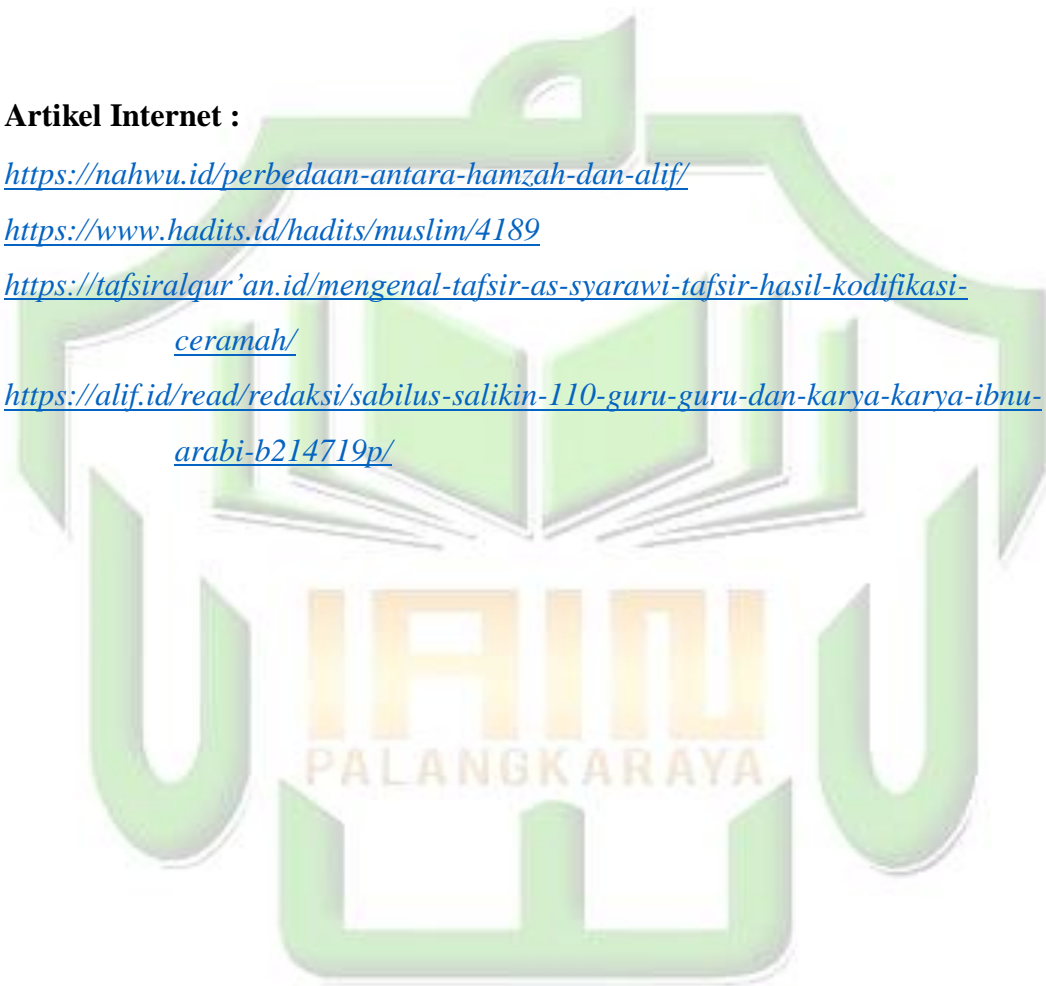 Artikel Internet :
https://nahwu.id/perbedaan-antara-hamzah-dan-alif/
https://www.hadits.id/hadits/muslim/4189
https://tafsiralqur’an.id/mengenal-tafsir-as-syarawi-tafsir-hasil-kodifikasi-
ceramah/
https://alif.id/read/redaksi/sabilus-salikin-110-guru-guru-dan-karya-karya-ibnu-
arabi-b214719p/
IAIN
PALANGKARAYA